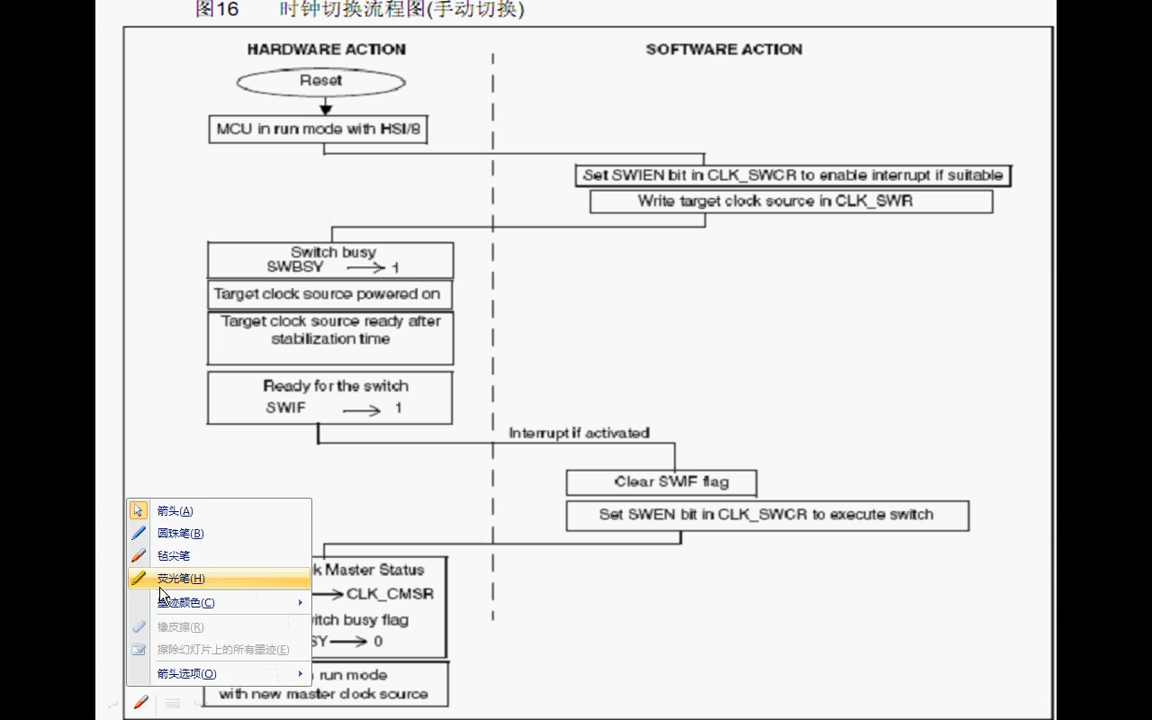 图16 时钟切换流程图(手动切换)
HARDWARE ACTION
SOFTWARE ACTION
Reset
MCU in run mode with HSI/8
Set SWIEN bit in CLK_SWCR to enable interrupt if suitable
Write target clock source in CLK_SWR
Switch busy
SWBSY → 1
Target clock source powered on
Target clock source ready after
stabilization time
Ready for the switch
SWIF → 1
Interrupt if activated
Clear SWIF flag
Set SWEN bit in CLK_SWCR to execute switch
k Master Status
→ CLK_CMSR
itch busy flag
SY → 0
run mode
with new master clock source
箭头(A)
圆珠笔(B)
毡尖笔
荧光笔(H)
墨迹颜色(C)
橡皮擦(R)
擦除幻灯片上的所有墨迹(E)
箭头选项(O)